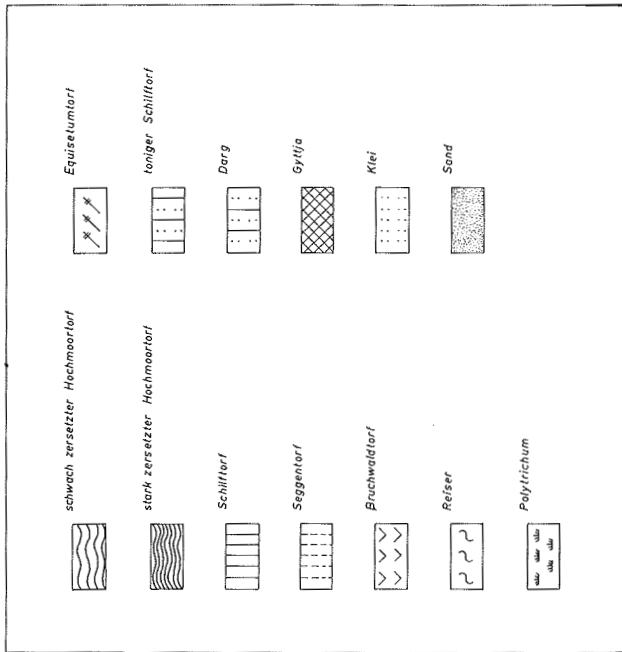 schwach zersetzter Hochmoortorf
stark zersetzter Hochmoortorf
Schilftorf
Seggentorf
Bruchwaldtorf
Reiser
Polytrichum
Equisetumtorf
toniger Schilftorf
Darg
Gyttja
Klei
Sand